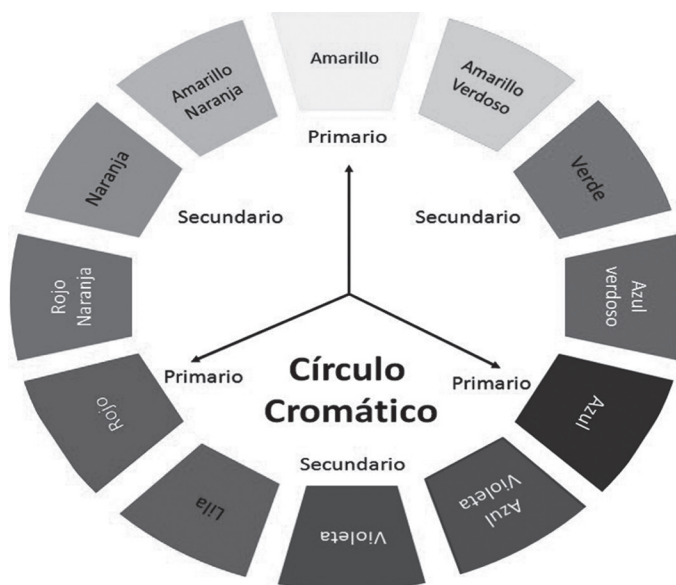 Amarillo
Amarillo
Verdoso
Verde
Azul
verdoso
Azul
Azul
Violeta
Violeta
Lila
Rojo
Rojo
Naranja
Naranja
Amarillo
Naranja
Primario
Secundario
Secundario
Primario
Primario
Círculo
Cromático
Secundario